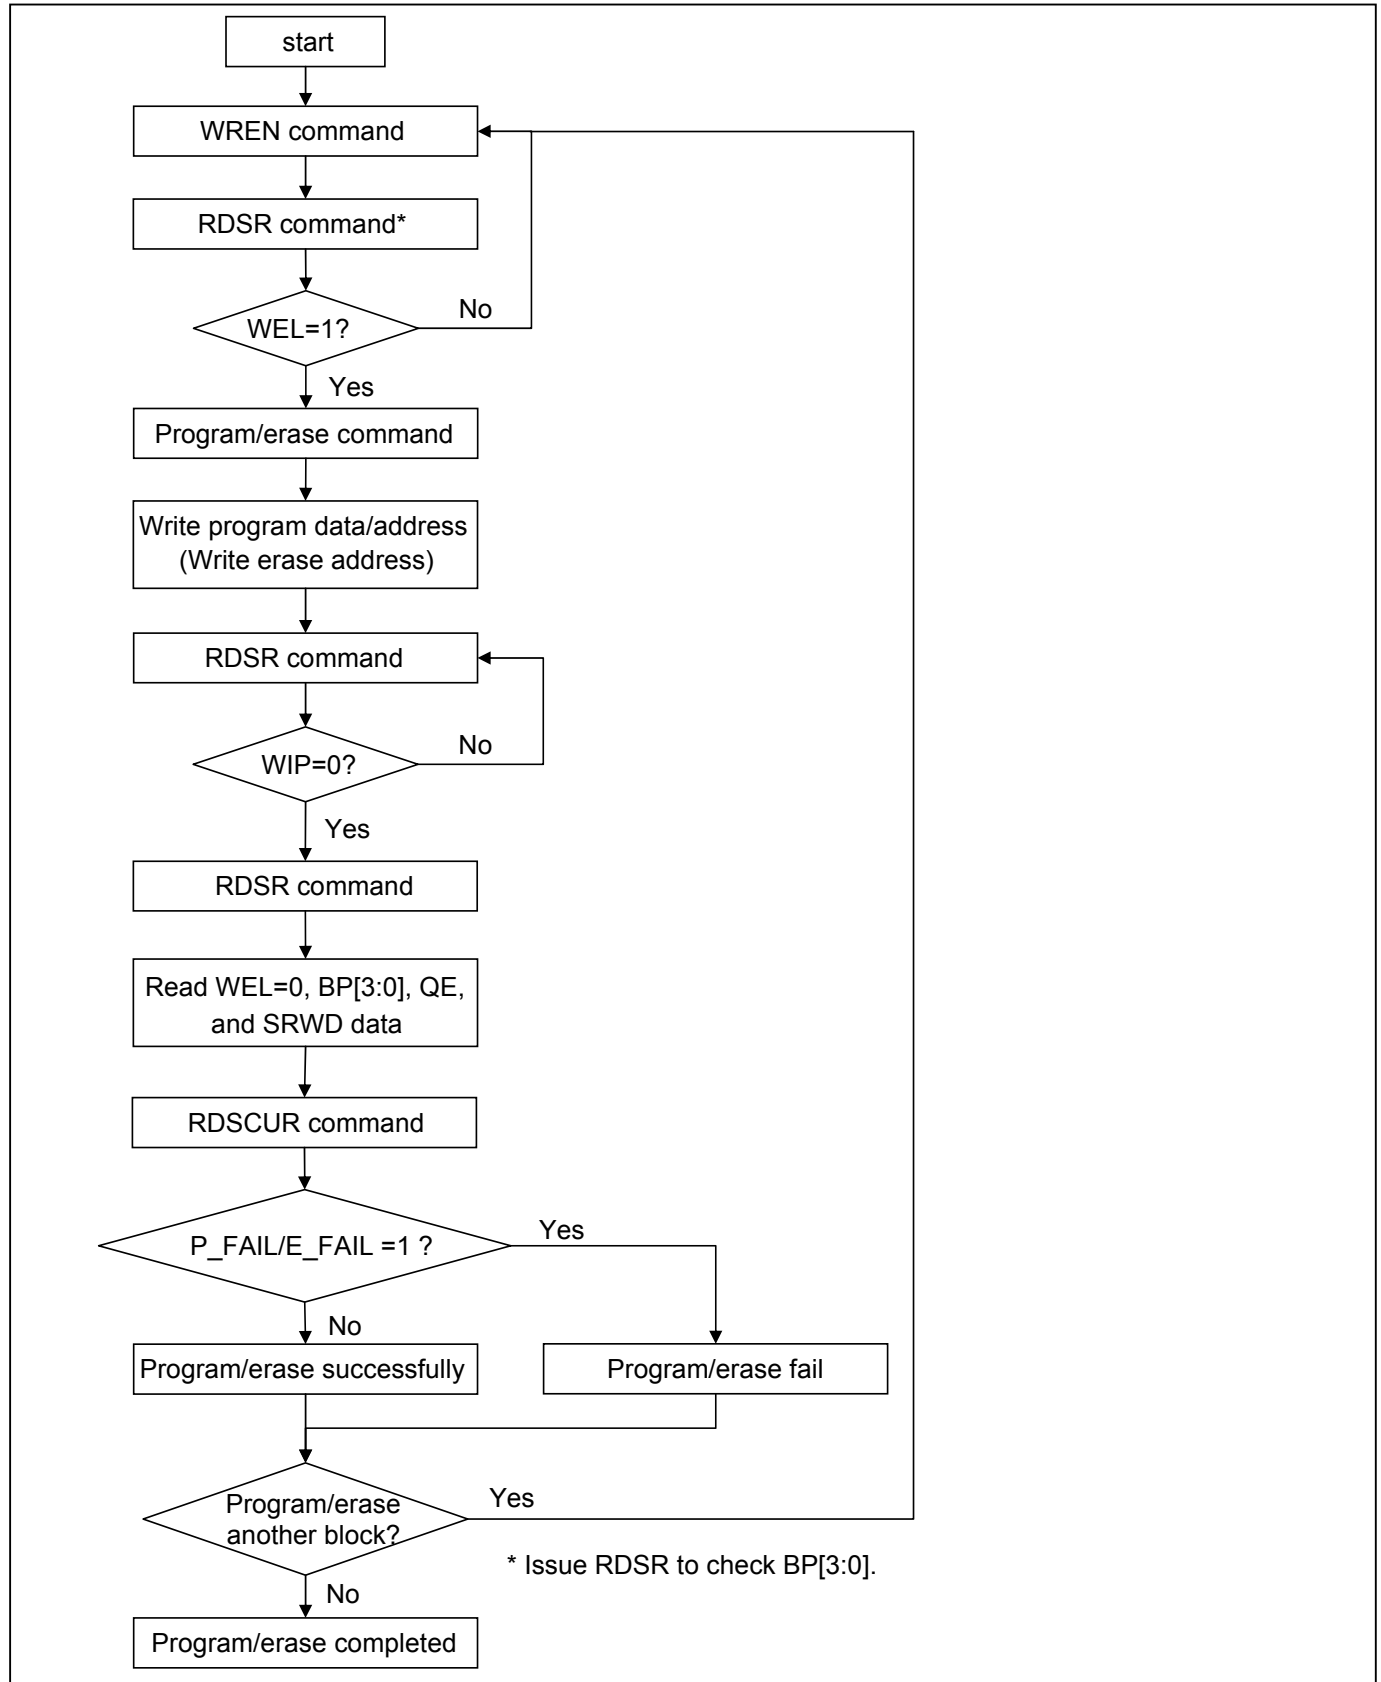 start
WREN command
RDSR command*
WEL=1?
No
Yes
Program/erase command
Write program data/address
(Write erase address)
RDSR command
WIP=0?
No
Yes
RDSR command
Read WEL=0, BP[3:0], QE,
and SRWD data
RDSCUR command
P_FAIL/E_FAIL =1 ?
Yes
No
Program/erase successfully
Program/erase fail
Program/erase
another block?
Yes
* Issue RDSR to check BP[3:0].
No
Program/erase completed